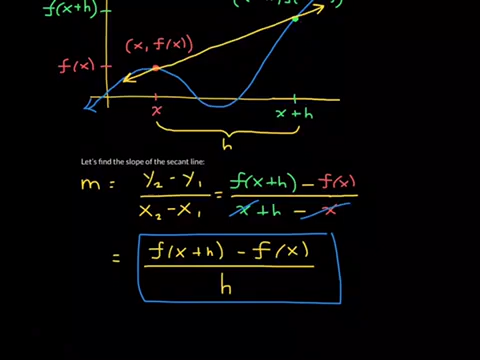 f(x+h)
(x, f(x))
f(x)
x
x+h
h
Let's find the slope of the secant line:
m = y₂ - y₁ / x₂ - x₁ = f(x+h) - f(x) / x + h - x
= f(x+h) - f(x) / h